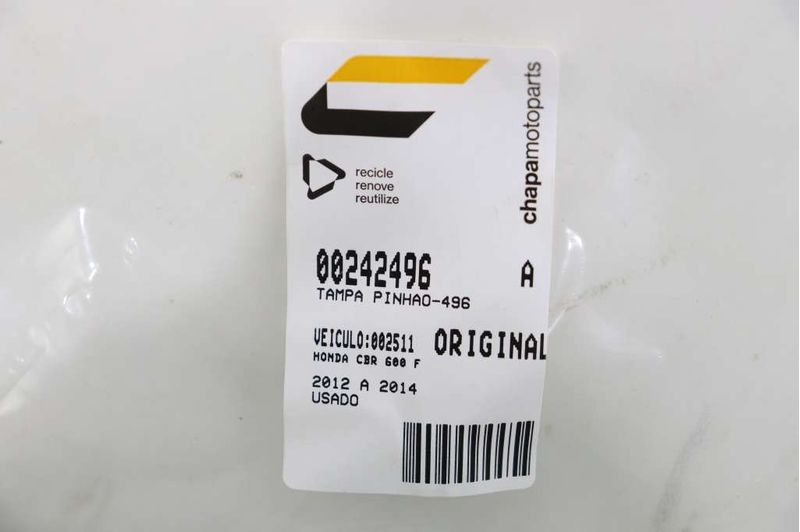 chapamotoparts
recicle
renove
reutilize
00242496 A
TAMPA PINHAO-496
VEICULO:002511 ORIGINAL
HONDA CBR 600 F
2012 A 2014
USADO